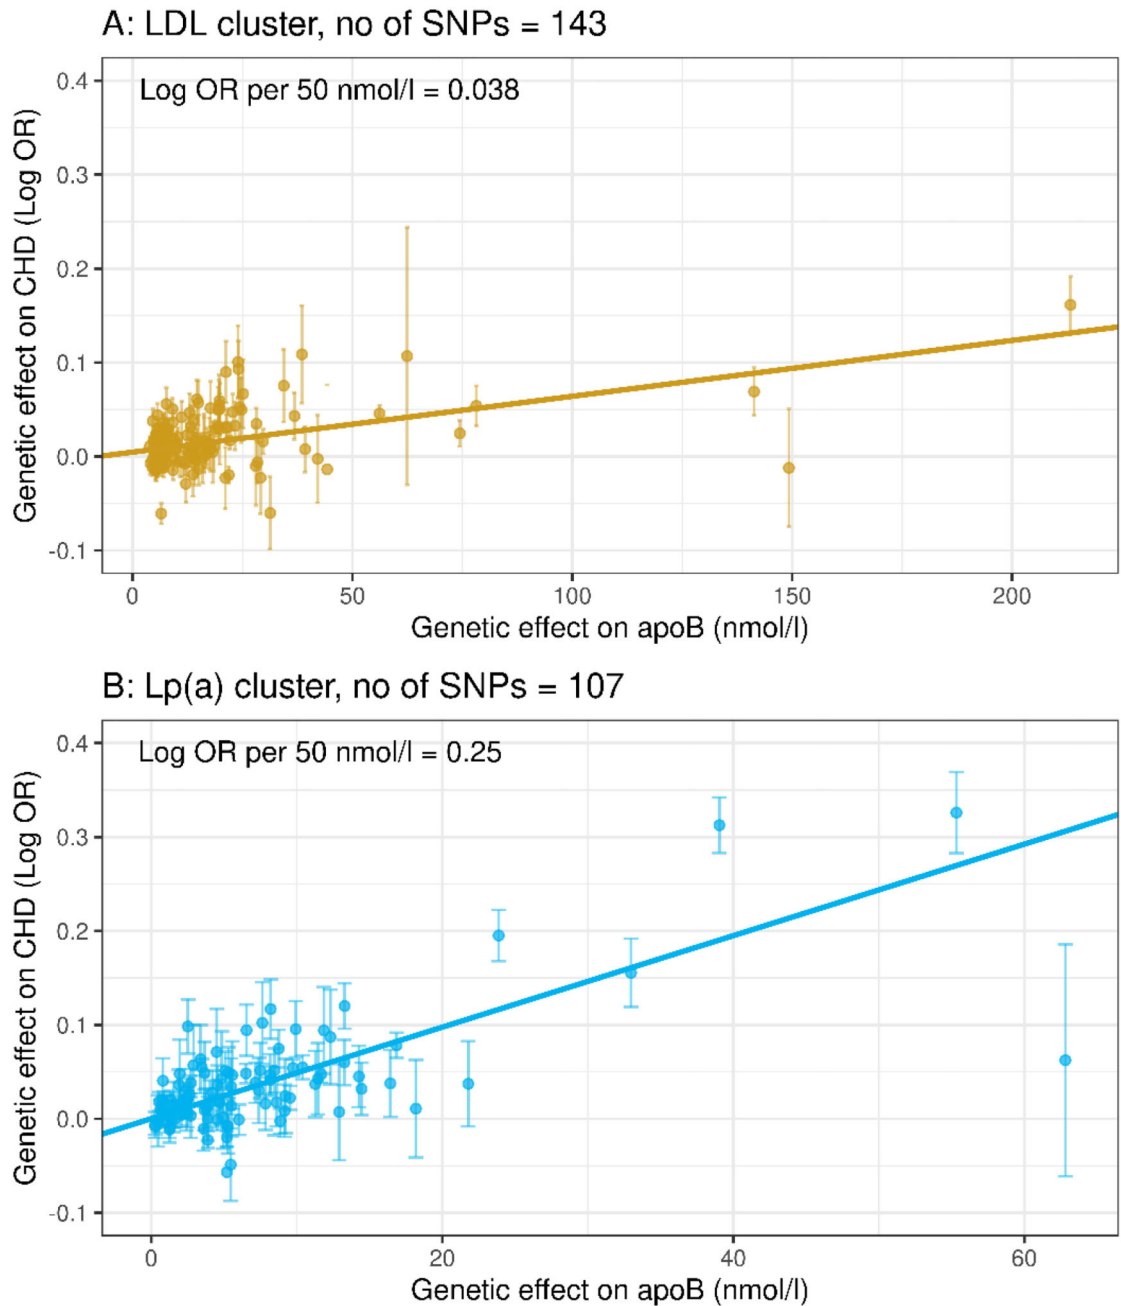 A: LDL cluster, no of SNPs = 143
Log OR per 50 nmol/l = 0.038
Genetic effect on CHD (Log OR)
0.4
0.3
0.2
0.1
0.0
-0.1
0 50 100 150 200
Genetic effect on apoB (nmol/l)
B: Lp(a) cluster, no of SNPs = 107
Log OR per 50 nmol/l = 0.25
Genetic effect on CHD (Log OR)
0.4
0.3
0.2
0.1
0.0
-0.1
0 20 40 60
Genetic effect on apoB (nmol/l)